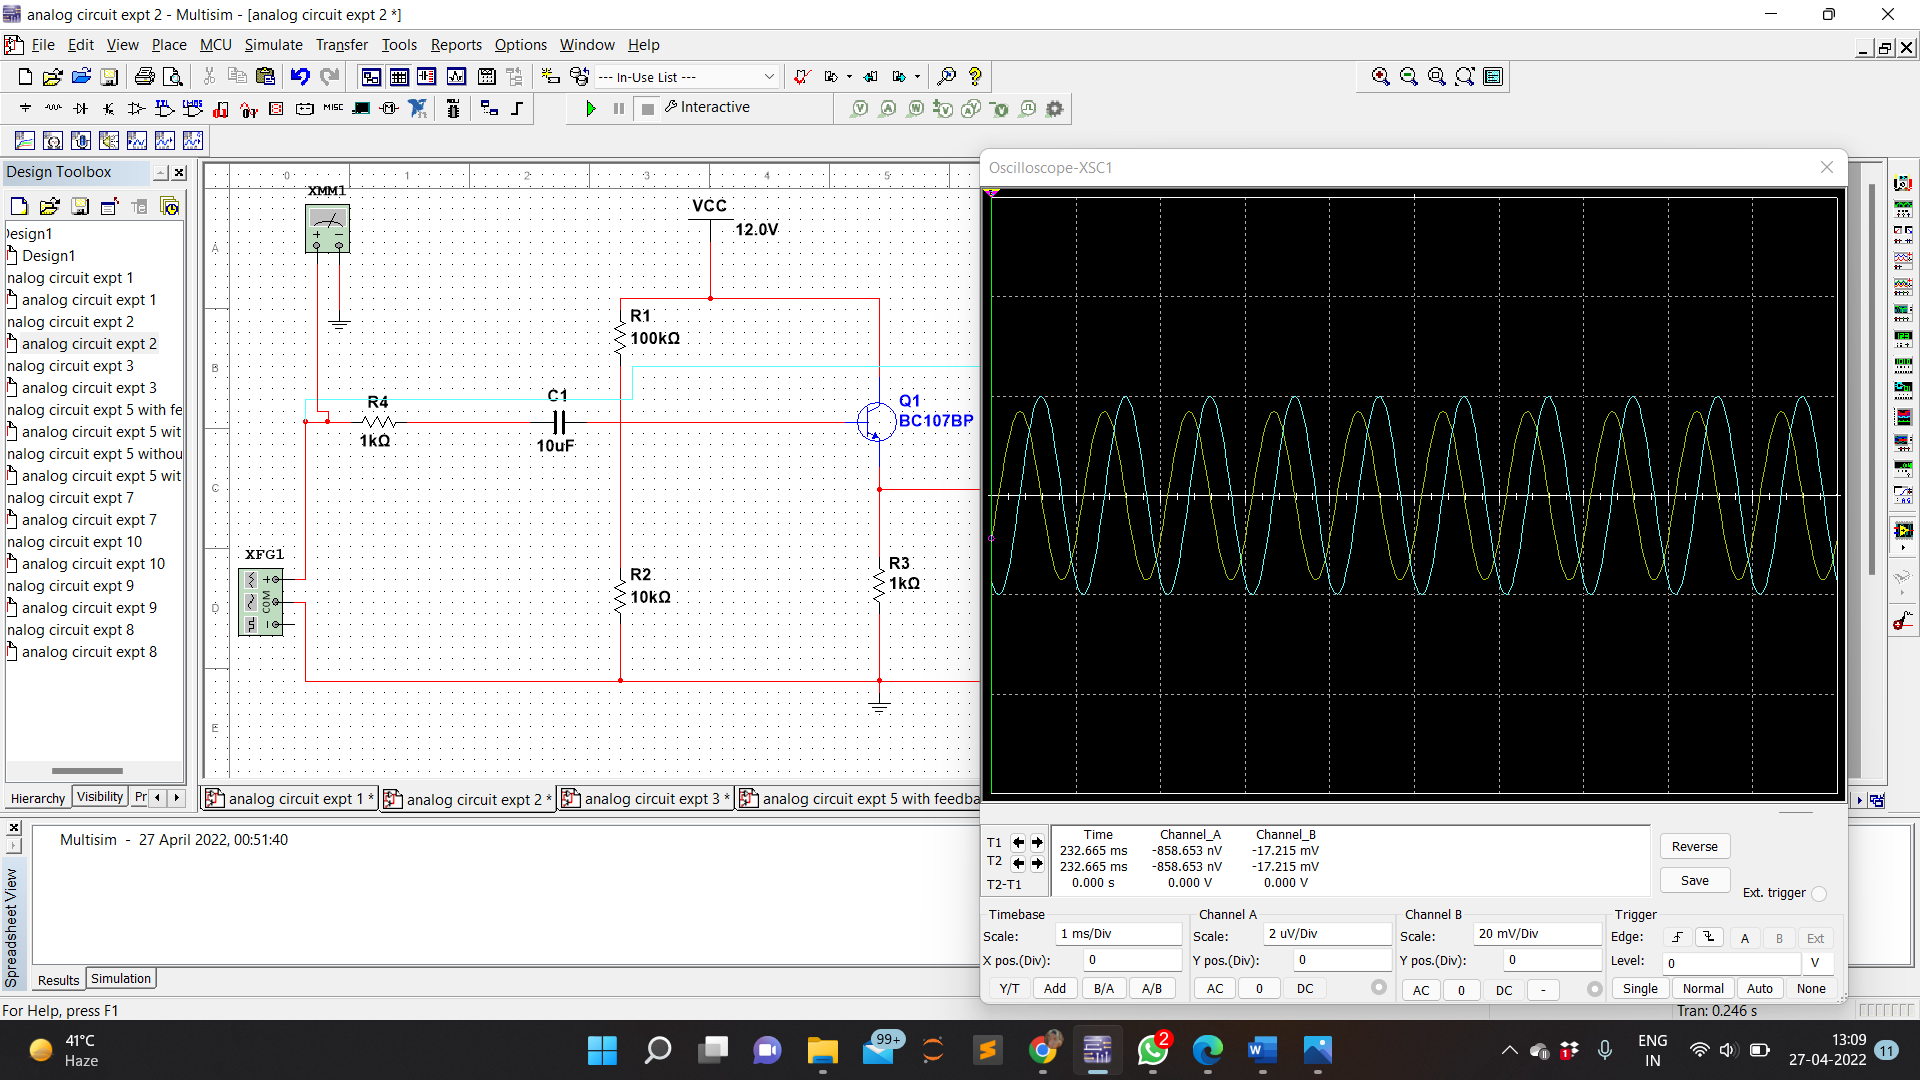 analog circuit expt 2 - Multisim - [analog circuit expt 2 *]
File Edit View Place MCU Simulate Transfer Tools Reports Options Window Help
--- In-Use List ---
Interactive
Design Toolbox
esign1
Design1
nalog circuit expt 1
analog circuit expt 1
nalog circuit expt 2
analog circuit expt 2
nalog circuit expt 3
analog circuit expt 3
nalog circuit expt 5 with fe
analog circuit expt 5 wit
nalog circuit expt 5 withou
analog circuit expt 5 wit
nalog circuit expt 7
analog circuit expt 7
nalog circuit expt 10
analog circuit expt 10
nalog circuit expt 9
analog circuit expt 9
nalog circuit expt 8
analog circuit expt 8
Hierarchy Visibility Pr
0 1 2 3 4 5
A
B
C
D
E
XMM1
VCC
12.0V
R1
100kΩ
R4
1kΩ
C1
10uF
Q1
BC107BP
XFG1
COM
R2
10kΩ
R3
1kΩ
analog circuit expt 1 * analog circuit expt 2 * analog circuit expt 3 * analog circuit expt 5 with feedba
Oscilloscope-XSC1
T1
T2
T2-T1
Time Channel_A Channel_B
232.665 ms -858.653 nV -17.215 mV
232.665 ms -858.653 nV -17.215 mV
0.000 s 0.000 V 0.000 V
Reverse
Save
Ext. trigger
Timebase
Scale: 1 ms/Div
X pos.(Div): 0
Y/T Add B/A A/B
Channel A
Scale: 2 uV/Div
Y pos.(Div): 0
AC 0 DC
Channel B
Scale: 20 mV/Div
Y pos.(Div): 0
AC 0 DC -
Trigger
Edge: A B Ext
Level: 0 V
Single Normal Auto None
Spreadsheet View
Multisim - 27 April 2022, 00:51:40
Results Simulation
For Help, press F1
Tran: 0.246 s
41°C
Haze
99+
2
1
ENG
IN
13:09
27-04-2022
11